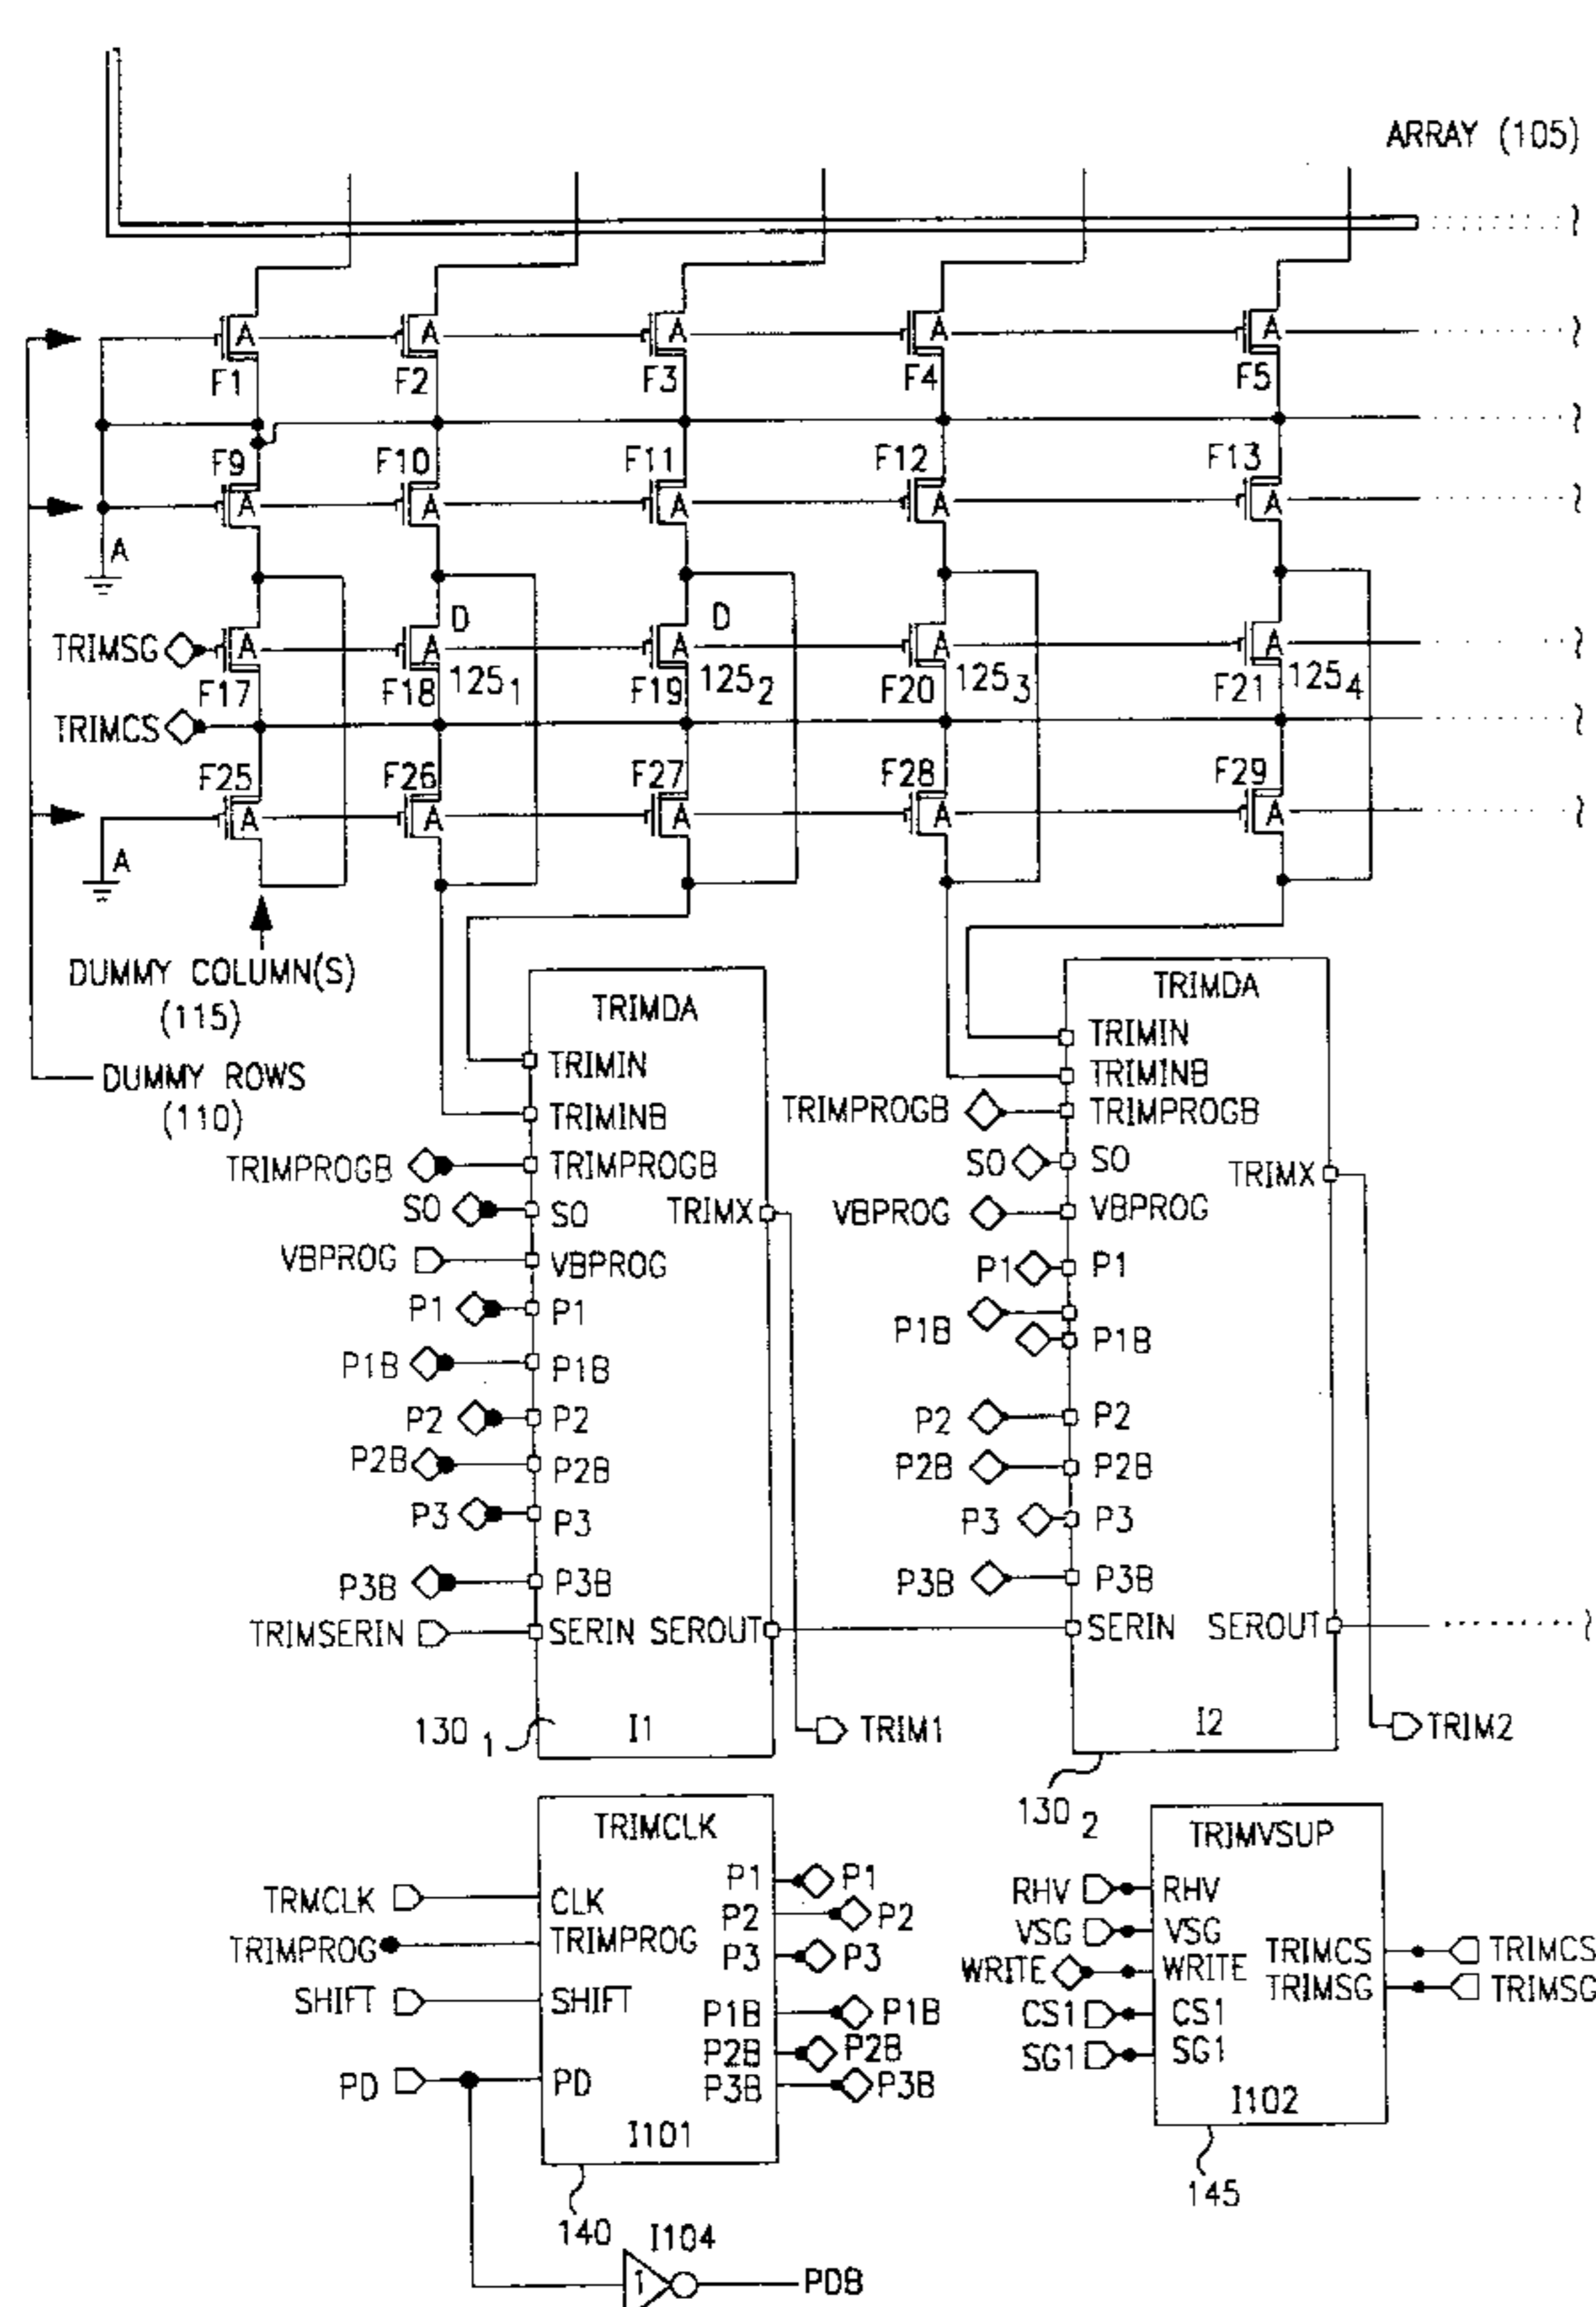 ARRAY (105)
A A A A A
F1 F2 F3 F4 F5
F9 F10 F11 F12 F13
A A A A A
A
D D
TRIMSG A A A A A
F17 F18 125 1 F19 125 2 F20 125 3 F21 125 4
TRIMCS
F25 F26 F27 F28 F29
A A A A A
A
DUMMY COLUMN(S)
(115)
DUMMY ROWS
(110)
TRIMDA
TRIMIN
TRIMINB
TRIMPROGB TRIMPROGB
SO SO TRIMX
VBPROG VBPROG
P1 P1
P1B P1B
P2 P2
P2B P2B
P3 P3
P3B P3B
TRIMSERIN SERIN SEROUT
130 1 I1 TRIM1
TRIMDA
TRIMIN
TRIMINB
TRIMPROGB TRIMPROGB
SO SO TRIMX
VBPROG VBPROG
P1 P1
P1B P1B
P2 P2
P2B P2B
P3 P3
P3B P3B
SERIN SEROUT
I2 TRIM2
130 2
TRIMCLK
TRMCLK CLK P1 P1
P2 P2
TRIMPROG TRIMPROG P3 P3
SHIFT SHIFT P1B P1B
P2B P2B
PD PD P3B P3B
I101
140
I104
1 PDB
TRIMVSUP
RHV RHV
VSG VSG
WRITE WRITE TRIMCS TRIMCS
CS1 CS1 TRIMSG TRIMSG
SG1 SG1
I102
145